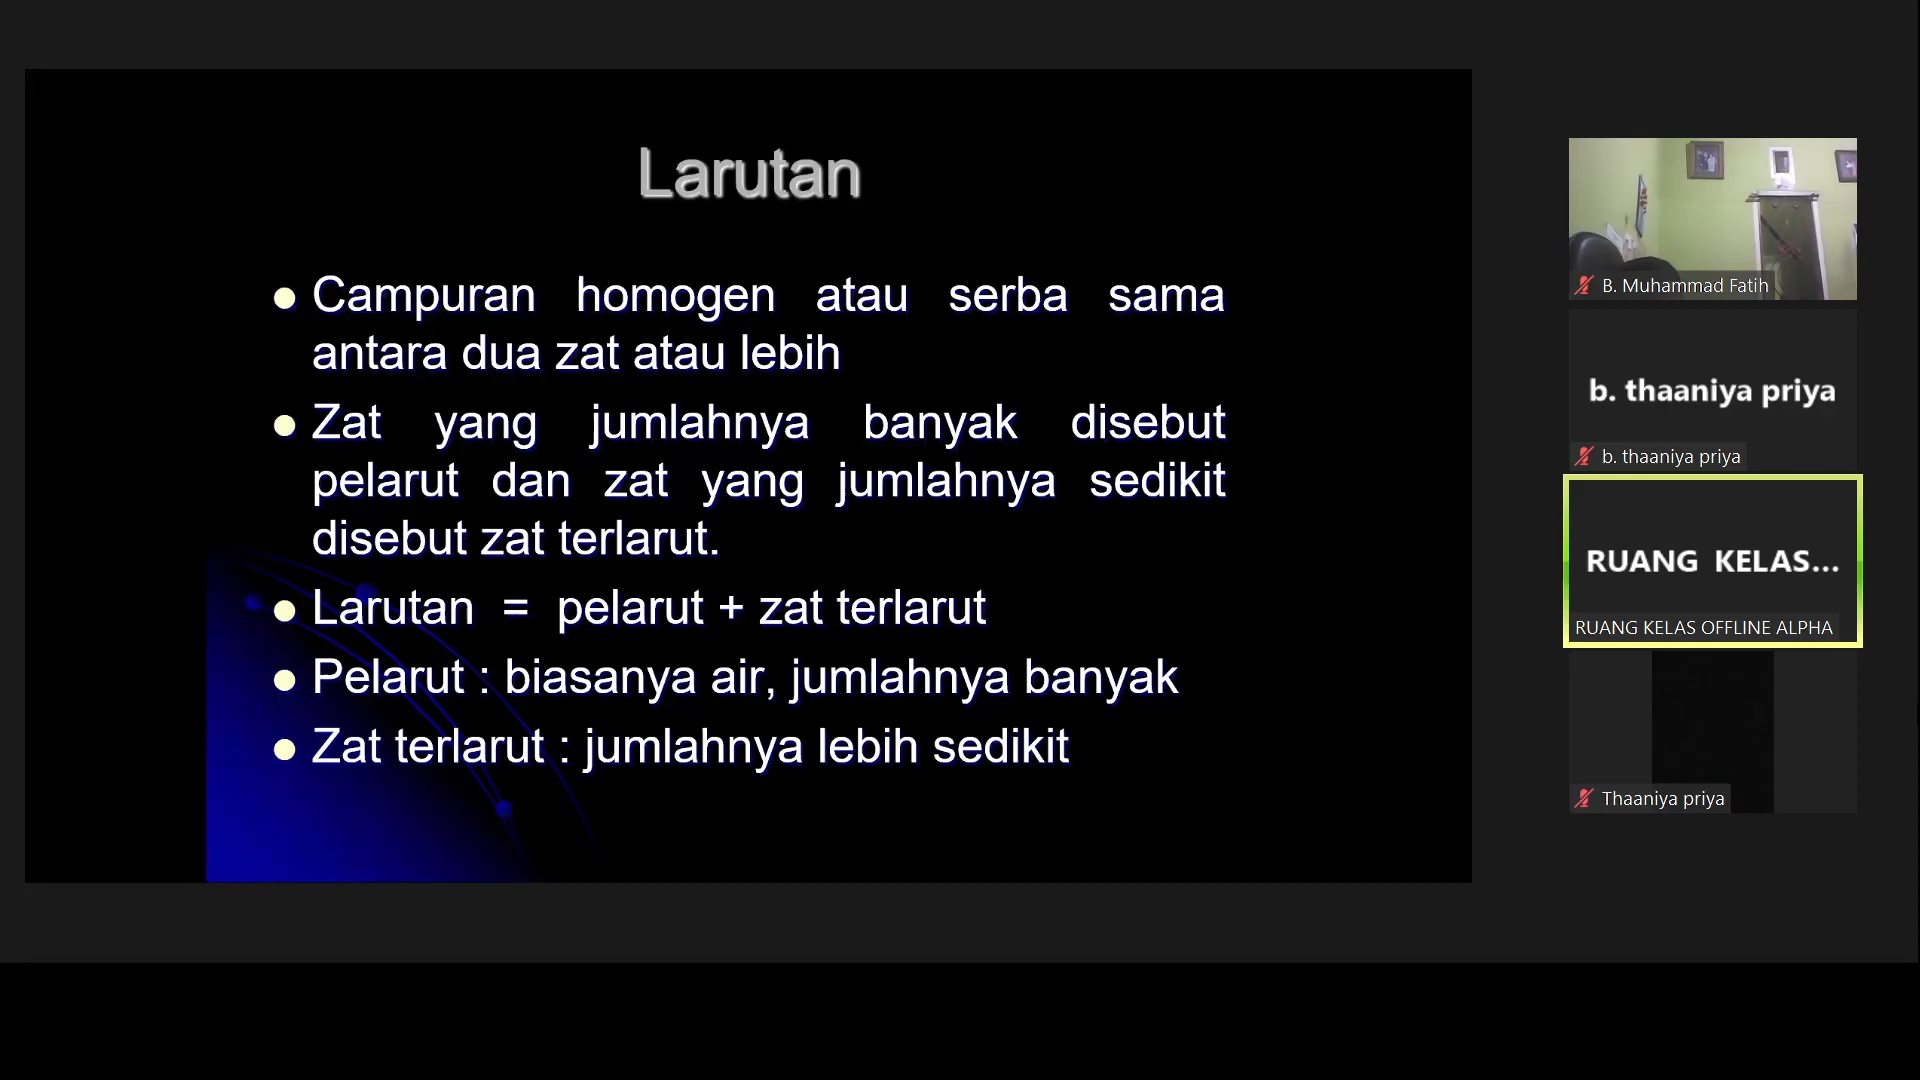 Larutan
Campuran homogen atau serba sama
antara dua zat atau lebih
Zat yang jumlahnya banyak disebut
pelarut dan zat yang jumlahnya sedikit
disebut zat terlarut.
Larutan = pelarut + zat terlarut
Pelarut : biasanya air, jumlahnya banyak
Zat terlarut : jumlahnya lebih sedikit
B. Muhammad Fatih
b. thaaniya priya
b. thaaniya priya
RUANG KELAS...
RUANG KELAS OFFLINE ALPHA
Thaaniya priya